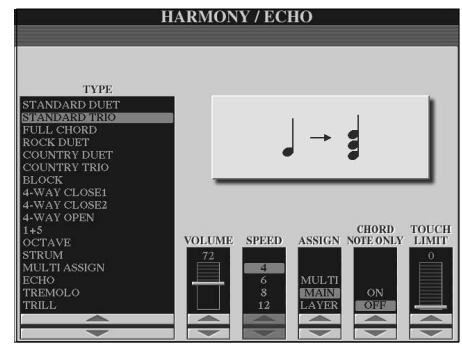 HARMONY / ECHO
TYPE
STANDARD DUET
STANDARD TRIO
FULL CHORD
ROCK DUET
COUNTRY DUET
COUNTRY TRIO
BLOCK
4-WAY CLOSE1
4-WAY CLOSE2
4-WAY OPEN
1+5
OCTAVE
STRUM
MULTI ASSIGN
ECHO
TREMOLO
TRILL
VOLUME
72
SPEED
4
6
8
12
ASSIGN
MULTI
MAIN
LAYER
CHORD
NOTE ONLY
ON
OFF
TOUCH
LIMIT
0